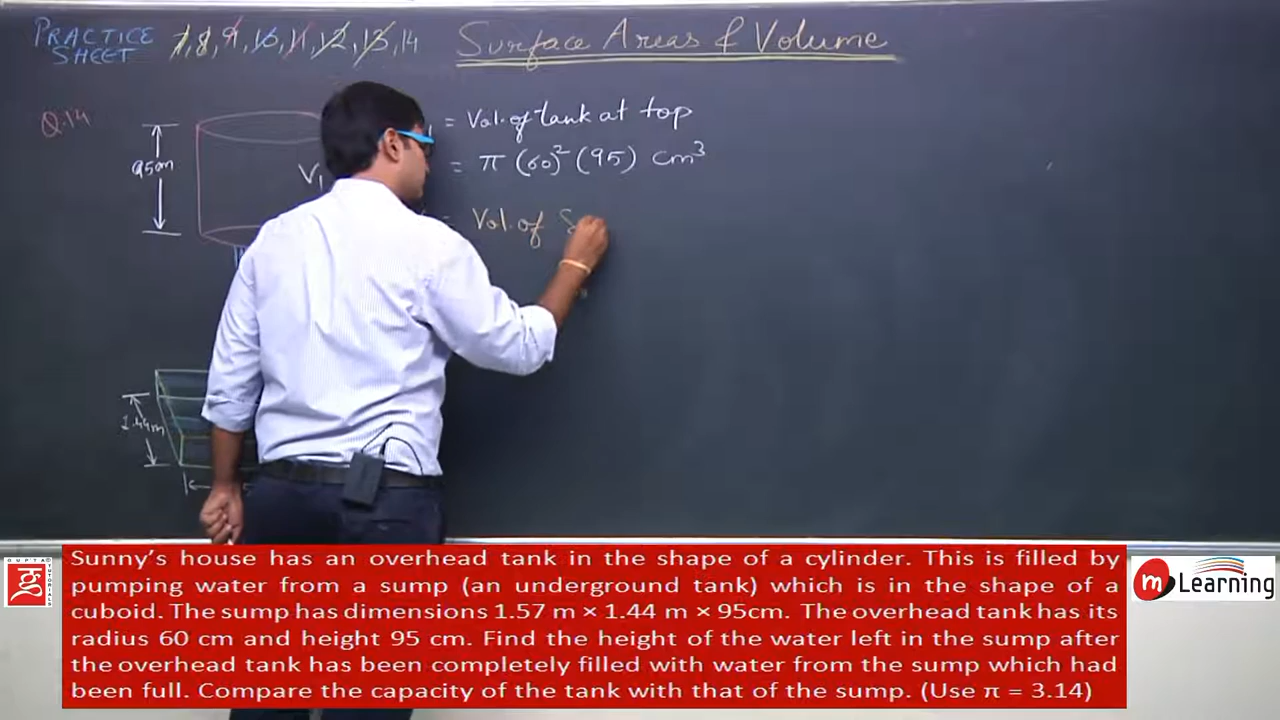 PRACTICE SHEET 7, 8, 9, 10, 11, 12, 13, 14
Surface Areas & Volume
Q.14
95cm
V1
= Vol. of tank at top
= π (60)² (95) cm³
= Vol. of S
1.44m
Sunny's house has an overhead tank in the shape of a cylinder. This is filled by
pumping water from a sump (an underground tank) which is in the shape of a
cuboid. The sump has dimensions 1.57 m × 1.44 m × 95cm. The overhead tank has its
radius 60 cm and height 95 cm. Find the height of the water left in the sump after
the overhead tank has been completely filled with water from the sump which had
been full. Compare the capacity of the tank with that of the sump. (Use π = 3.14)
GUPTA TUTORIALS
m Learning